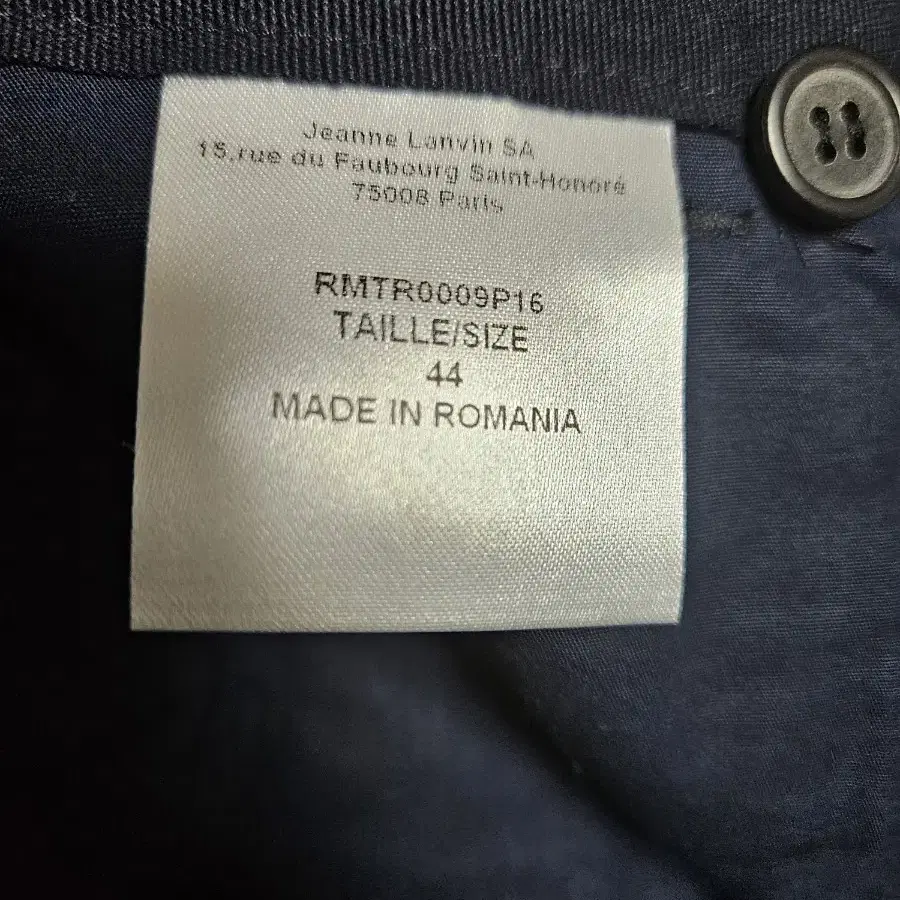 Jeanne Lanvin SA
15,rue du Faubourg Saint-Honoré
75008 Paris
RMTR0009P16
TAILLE/SIZE
44
MADE IN ROMANIA